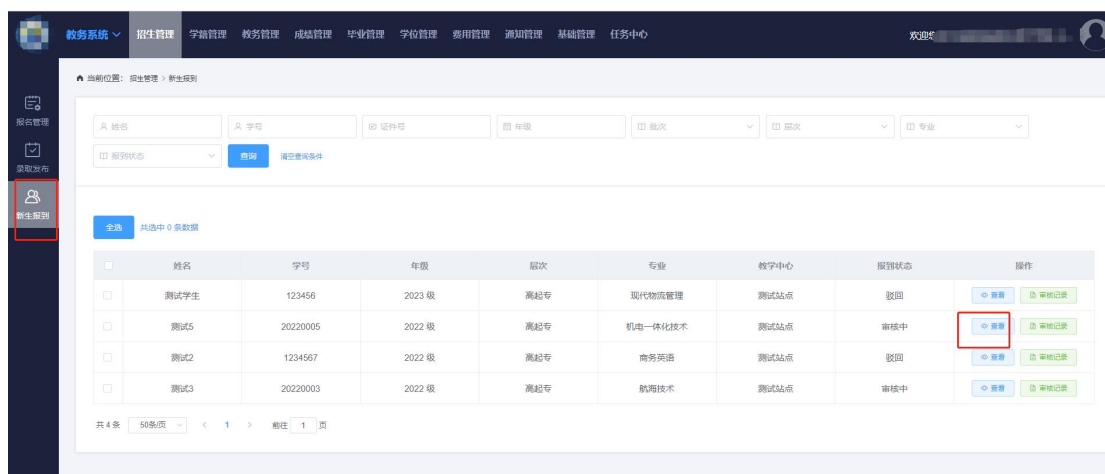 教务系统 招生管理 学籍管理 教务管理 成绩管理 毕业管理 学位管理 费用管理 通知管理 基础管理 任务中心 欢迎您
当前位置: 招生管理 > 新生报到
报名管理
录取发布
新生报到
姓名 学号 证件号 年级 批次 层次 专业
报到状态 查询 清空查询条件
全选 共选中 0 条数据
姓名 学号 年级 层次 专业 教学中心 报到状态 操作
测试学生 123456 2023 级 高起专 现代物流管理 测试站点 驳回 查看 审核记录
测试5 20220005 2022 级 高起专 机电一体化技术 测试站点 审核中 查看 审核记录
测试2 1234567 2022 级 高起专 商务英语 测试站点 驳回 查看 审核记录
测试3 20220003 2022 级 高起专 航海技术 测试站点 审核中 查看 审核记录
共 4 条 50条/页 < 1 > 前往 1 页